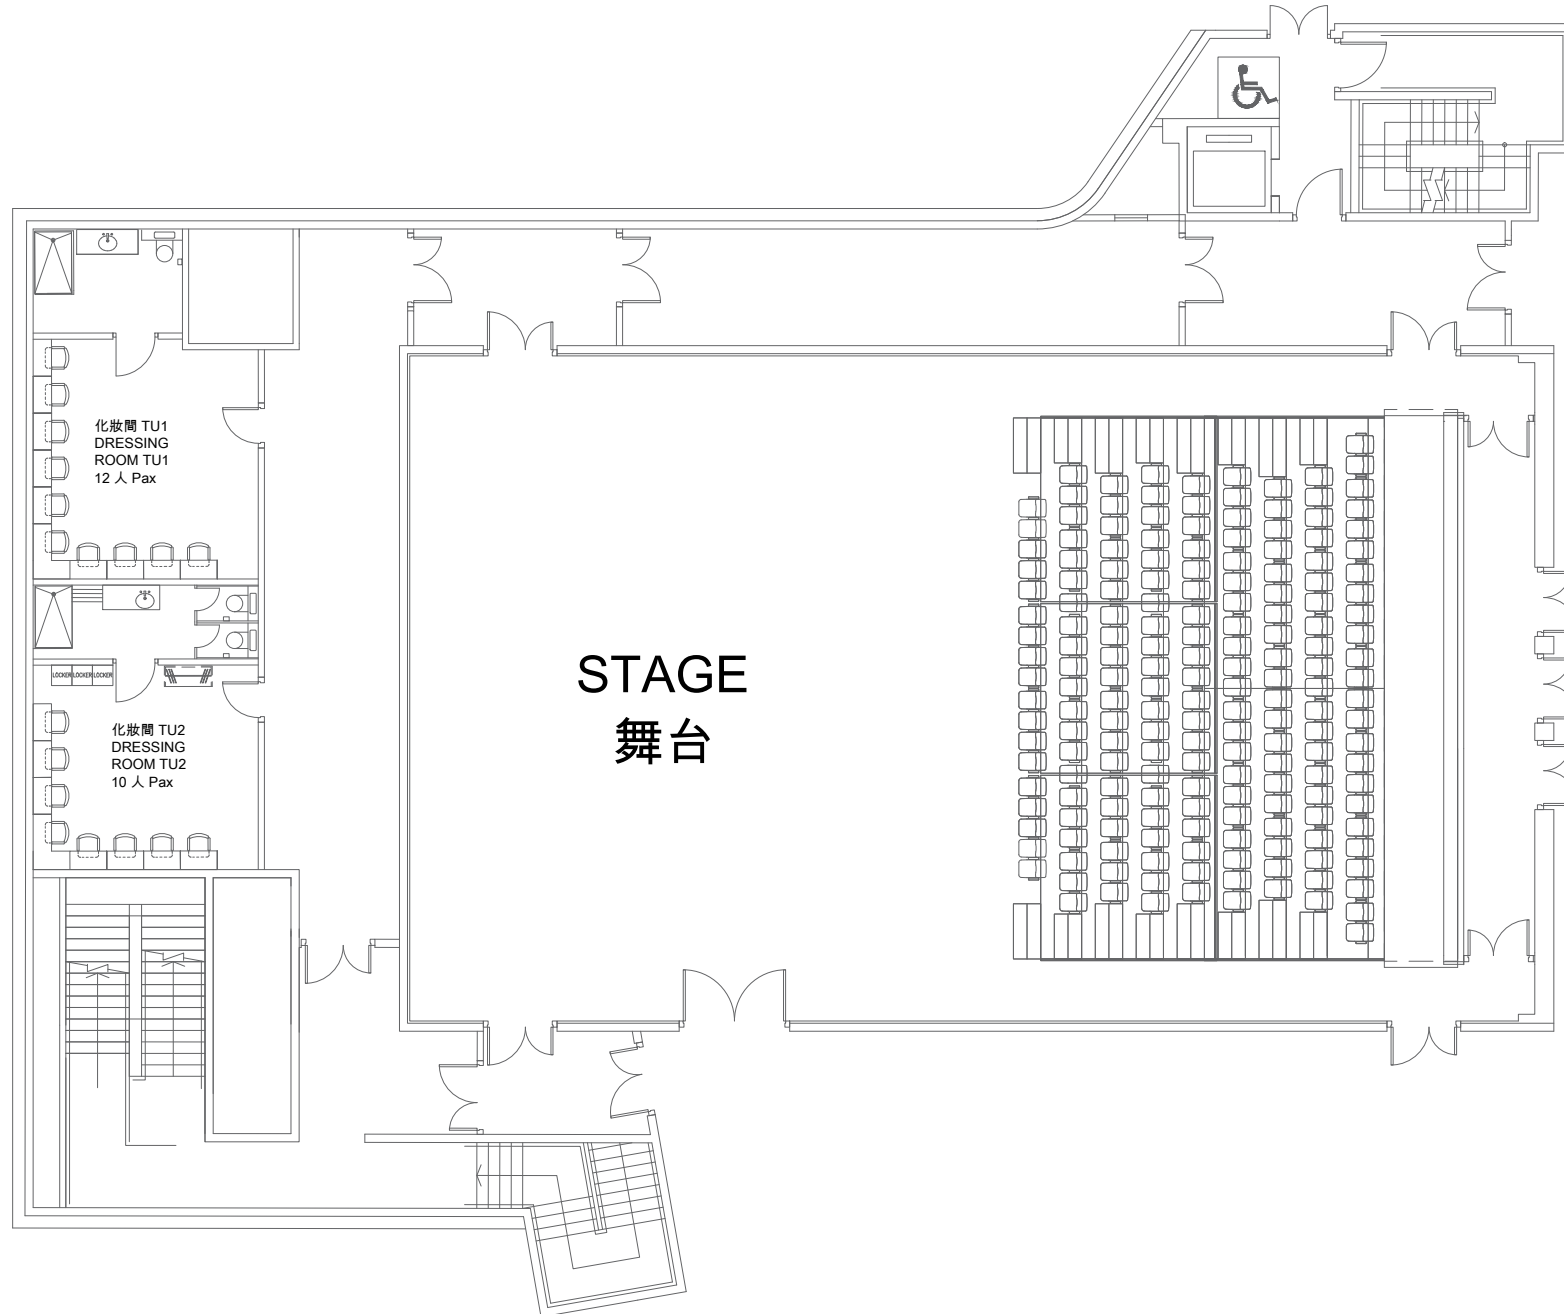 化妝間 TU1
DRESSING
ROOM TU1
12 人 Pax
LOCKER LOCKER LOCKER
化妝間 TU2
DRESSING
ROOM TU2
10 人 Pax
STAGE
舞台